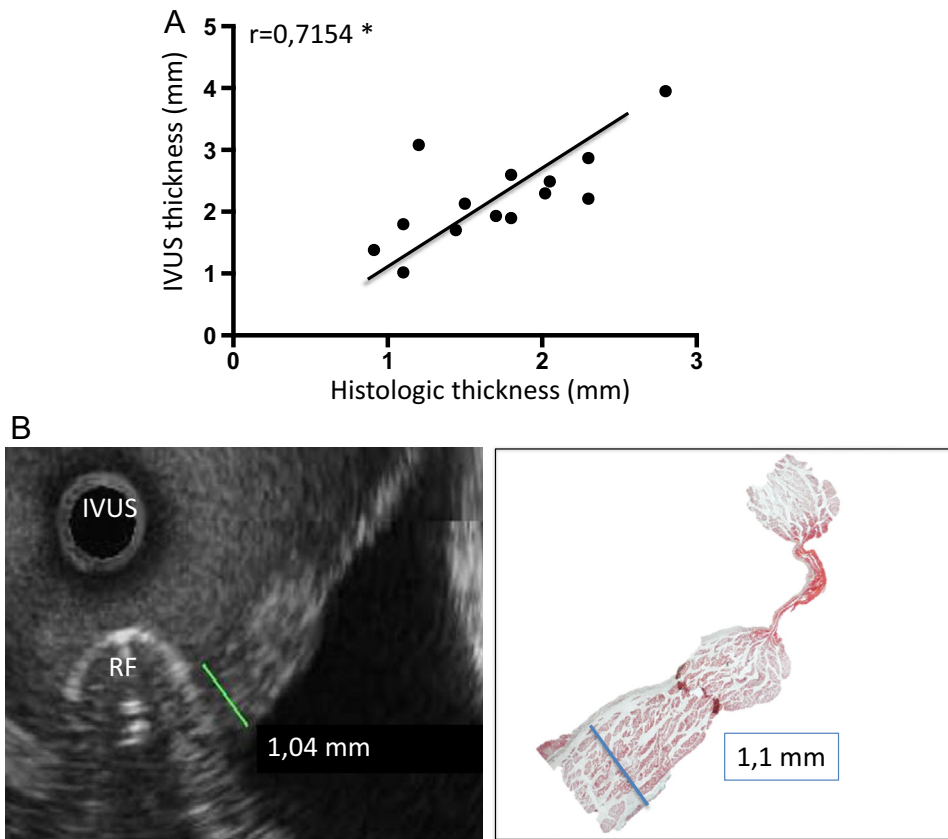 A
r=0,7154 *
5
4
3
2
1
0
IVUS thickness (mm)
0
1
2
3
Histologic thickness (mm)
B
IVUS
RF
1,04 mm
1,1 mm